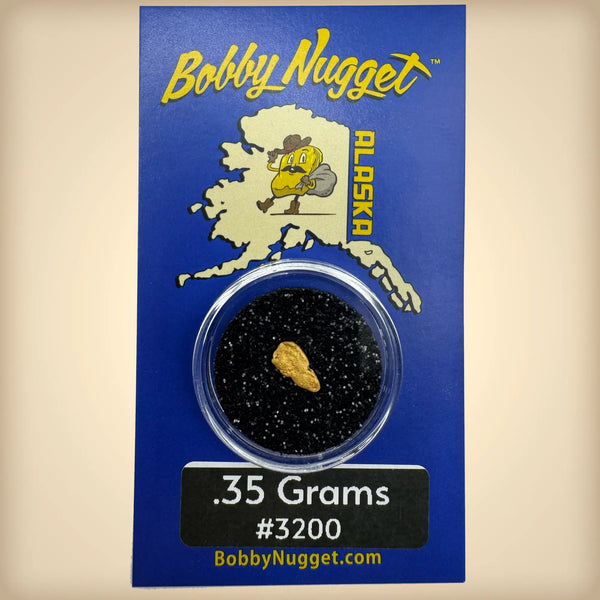 Bobby Nugget™
ALASKA
.35 Grams
#3200
BobbyNugget.com